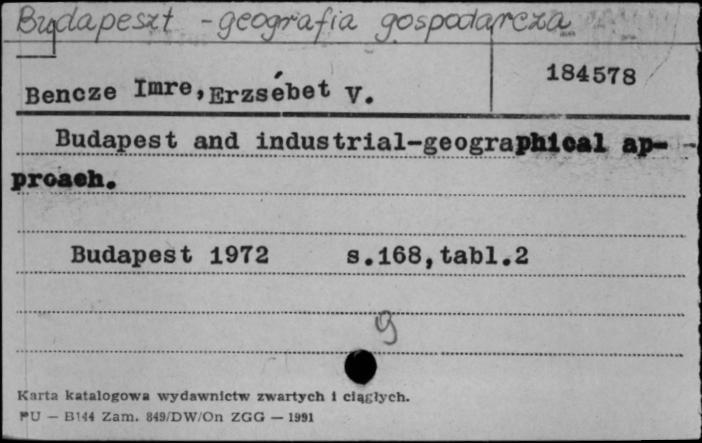 Budapeszt - geografia gospodarcza
Bencze Imre, Erzsébet V.
184578
Budapest and industrial-geographical ap-
proach.
Budapest 1972 s.168,tabl.2
9
Karta katalogowa wydawnictw zwartych i ciągłych.
PU — B144 Zam. 849/DW/On ZGG — 1991